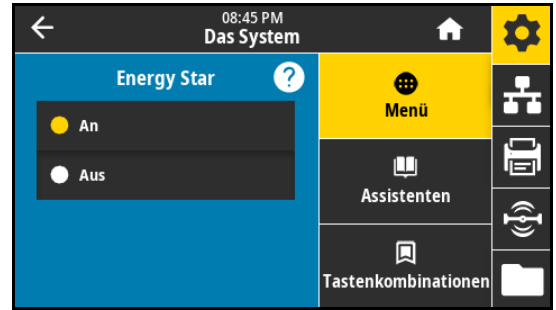 08:45 PM
Das System
Energy Star
?
An
Aus
Menü
Assistenten
Tastenkombinationen